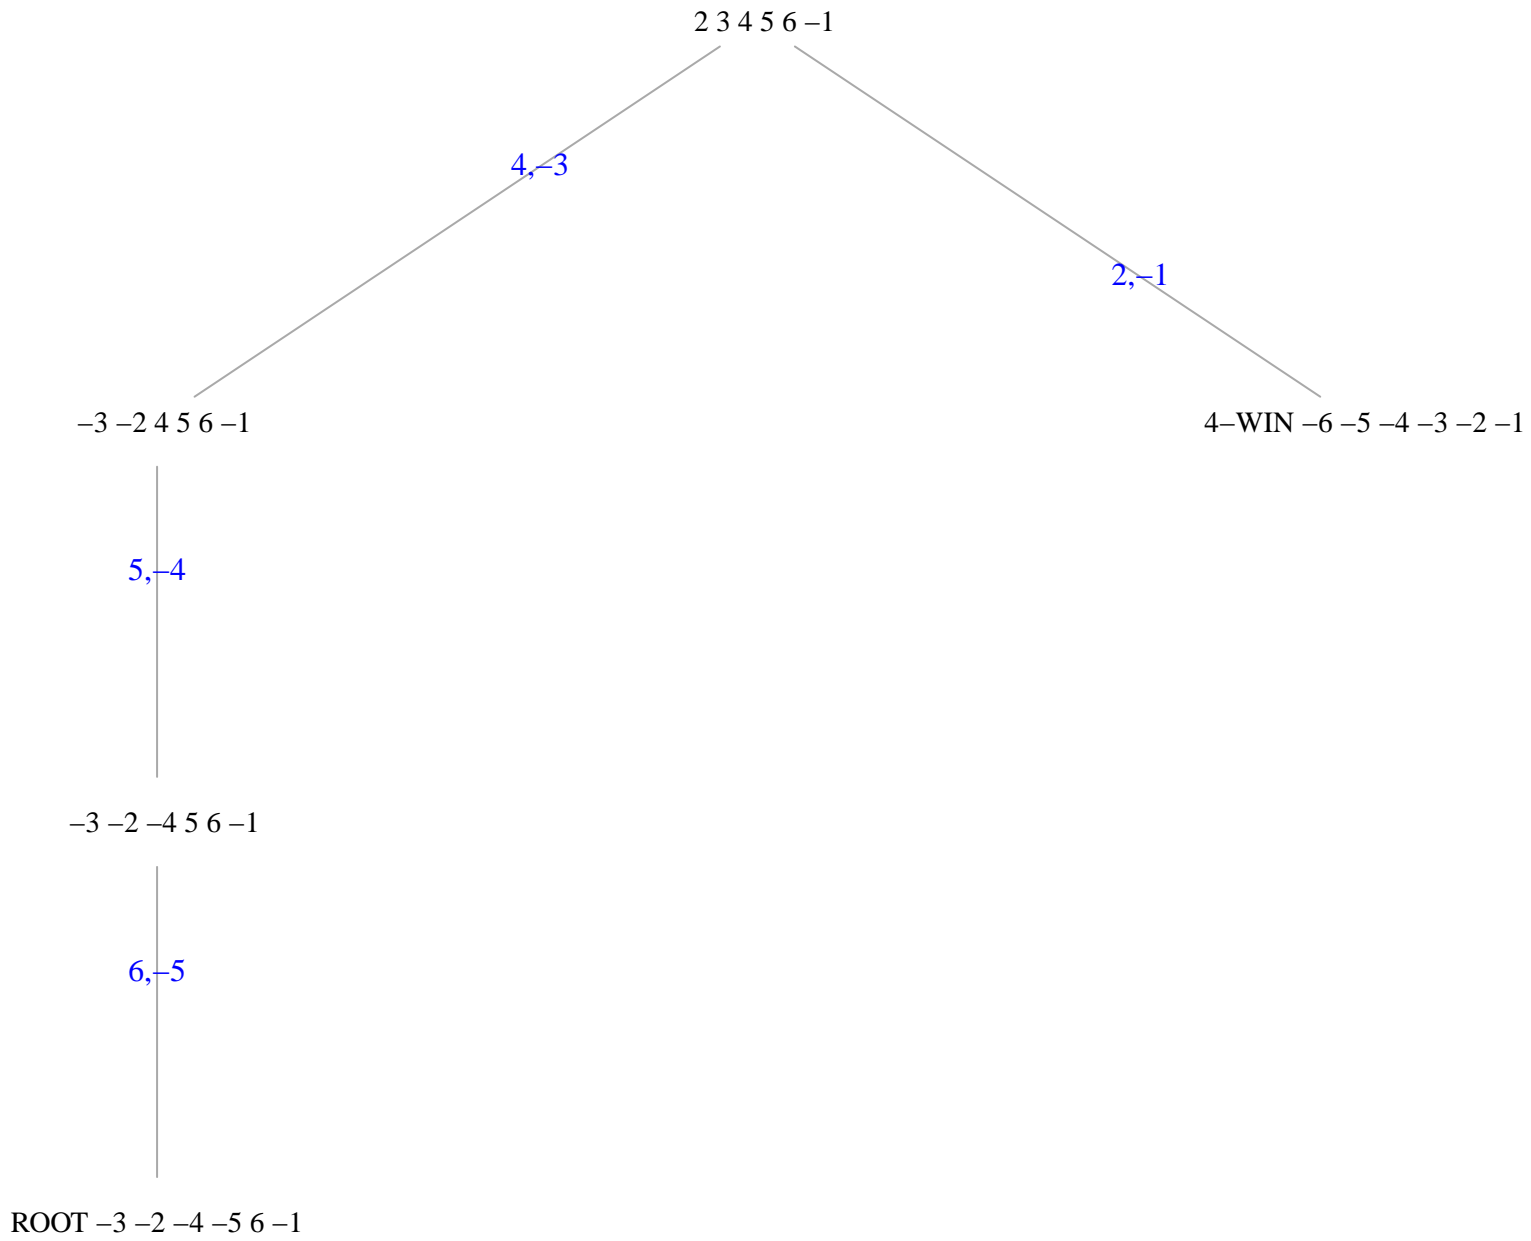 2 3 4 5 6 –1
4,–3
2,–1
–3 –2 4 5 6 –1
4–WIN –6 –5 –4 –3 –2 –1
5,–4
–3 –2 –4 5 6 –1
6,–5
ROOT –3 –2 –4 –5 6 –1